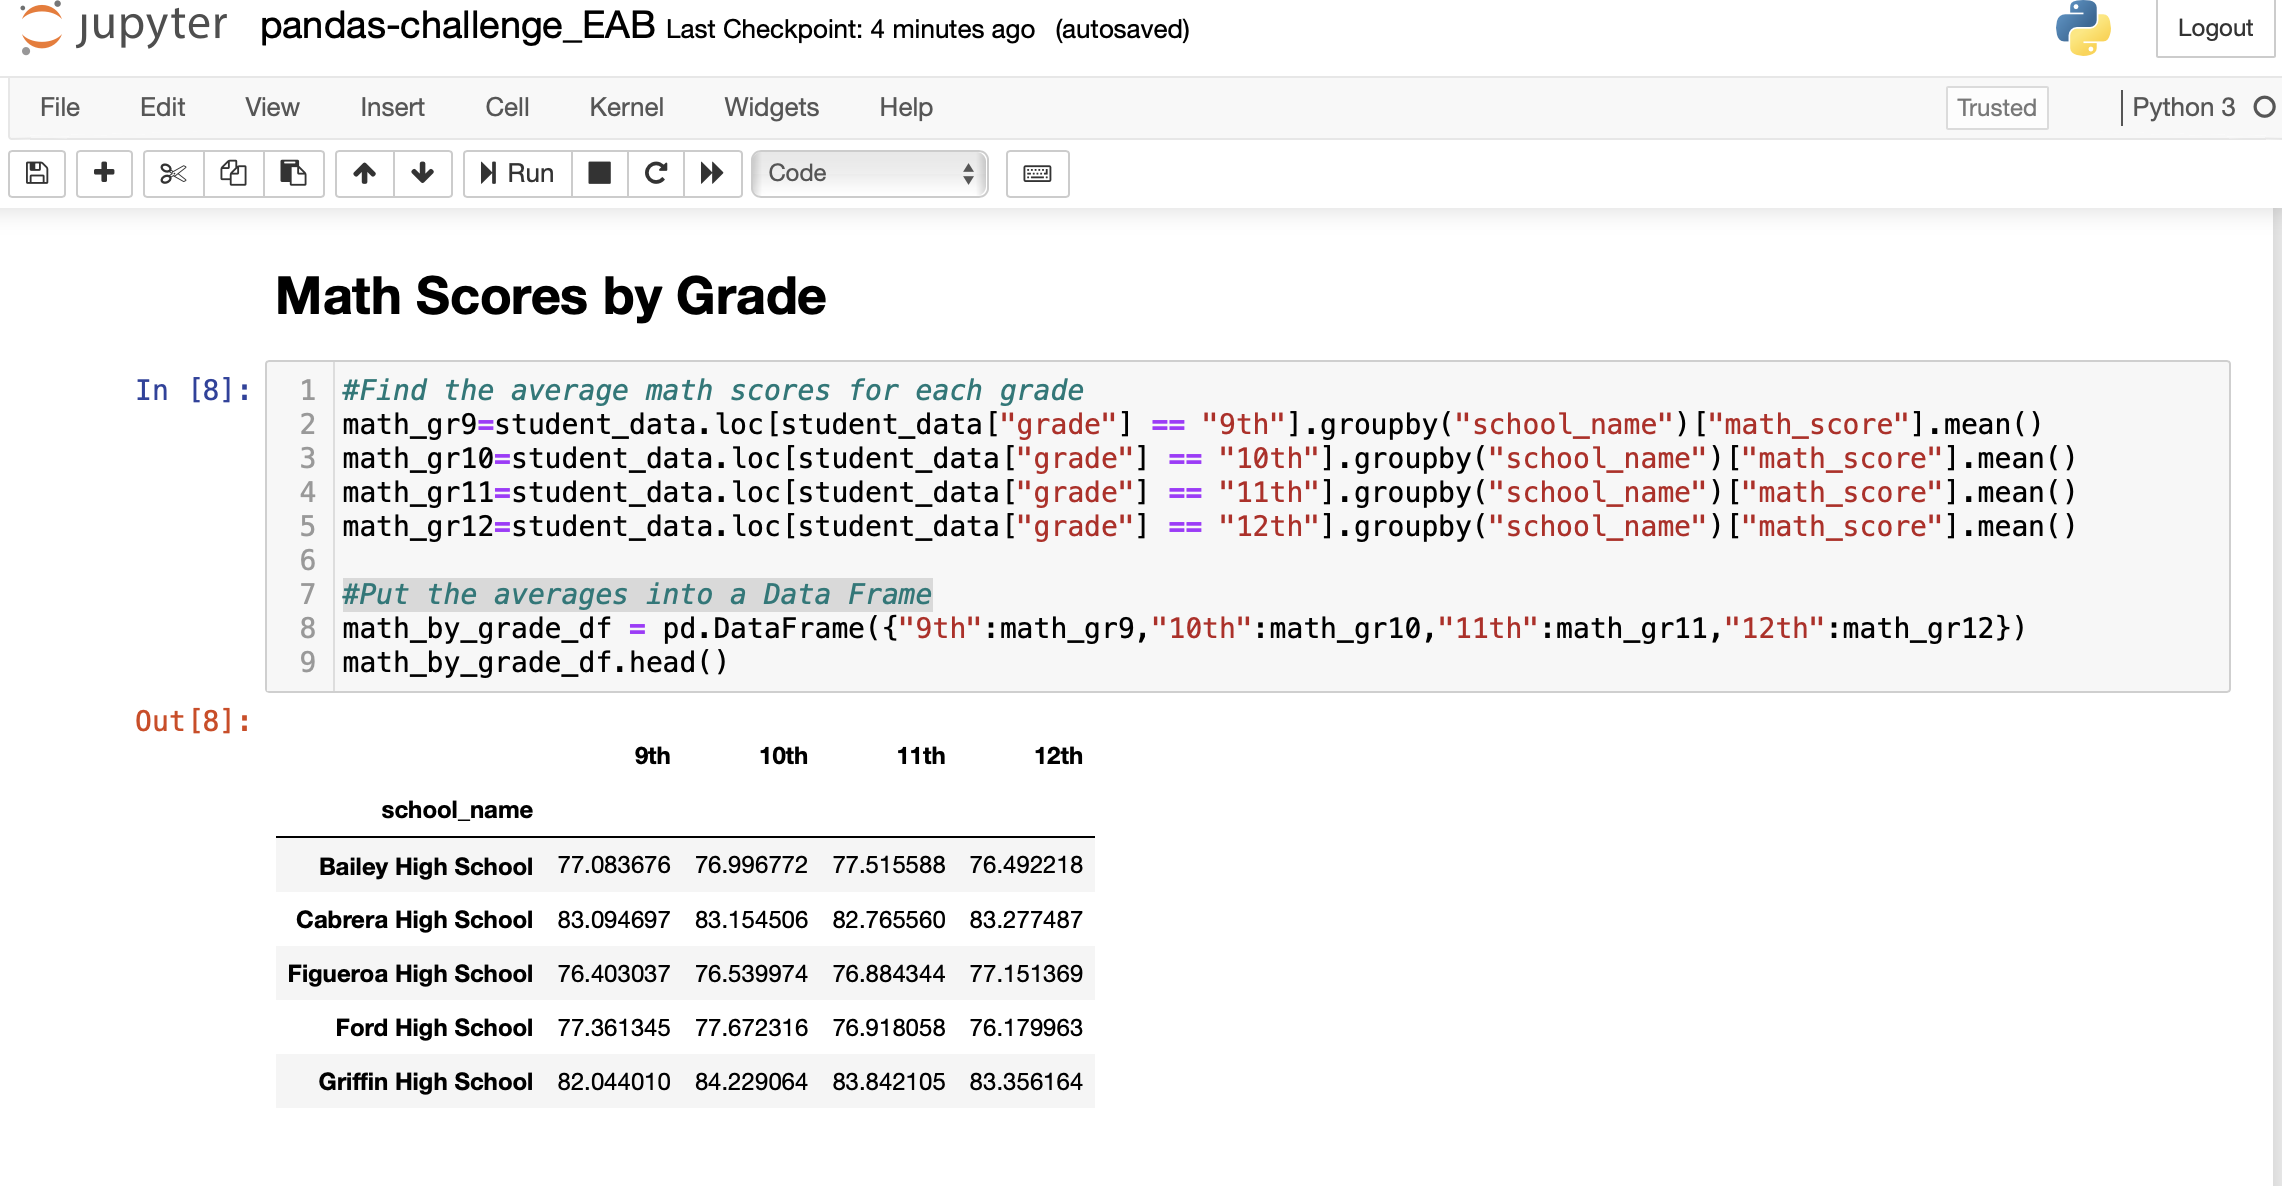 jupyter pandas-challenge_EAB Last Checkpoint: 4 minutes ago (autosaved) Logout
File Edit View Insert Cell Kernel Widgets Help Trusted Python 3
Run Code
Math Scores by Grade
In [8]:
1 #Find the average math scores for each grade
2 math_gr9=student_data.loc[student_data["grade"] == "9th"].groupby("school_name")["math_score"].mean()
3 math_gr10=student_data.loc[student_data["grade"] == "10th"].groupby("school_name")["math_score"].mean()
4 math_gr11=student_data.loc[student_data["grade"] == "11th"].groupby("school_name")["math_score"].mean()
5 math_gr12=student_data.loc[student_data["grade"] == "12th"].groupby("school_name")["math_score"].mean()
6
7 #Put the averages into a Data Frame
8 math_by_grade_df = pd.DataFrame({"9th":math_gr9,"10th":math_gr10,"11th":math_gr11,"12th":math_gr12})
9 math_by_grade_df.head()
Out[8]:
9th 10th 11th 12th
school_name
Bailey High School 77.083676 76.996772 77.515588 76.492218
Cabrera High School 83.094697 83.154506 82.765560 83.277487
Figueroa High School 76.403037 76.539974 76.884344 77.151369
Ford High School 77.361345 77.672316 76.918058 76.179963
Griffin High School 82.044010 84.229064 83.842105 83.356164